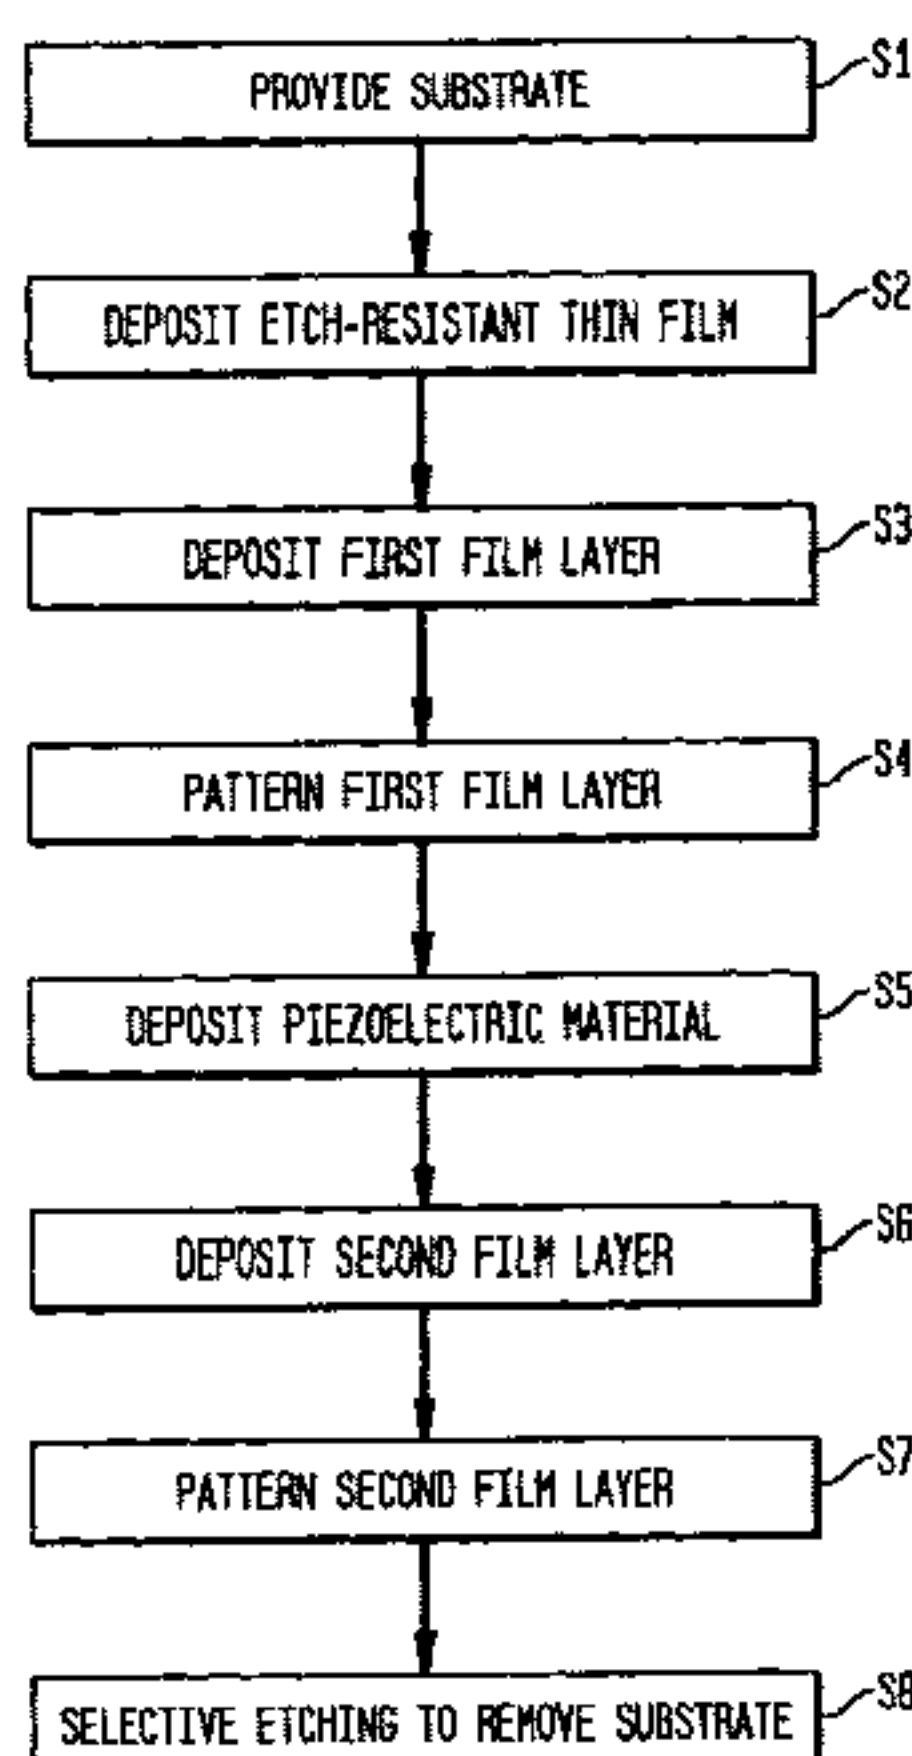 PROVIDE SUBSTRATE
S1
DEPOSIT ETCH-RESISTANT THIN FILM
S2
DEPOSIT FIRST FILM LAYER
S3
PATTERN FIRST FILM LAYER
S4
DEPOSIT PIEZOELECTRIC MATERIAL
S5
DEPOSIT SECOND FILM LAYER
S6
PATTERN SECOND FILM LAYER
S7
SELECTIVE ETCHING TO REMOVE SUBSTRATE
S8